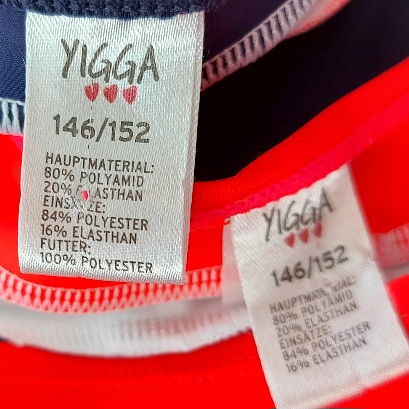 YIGGA
146/152
HAUPTMATERIAL:
80% POLYAMID
20% ELASTHAN
EINSÄTZE:
84% POLYESTER
16% ELASTHAN
FUTTER:
100% POLYESTER
YIGGA
146/152
HAUPTMATERIAL:
80% POLYAMID
20% ELASTHAN
EINSÄTZE:
84% POLYESTER
16% ELASTHAN